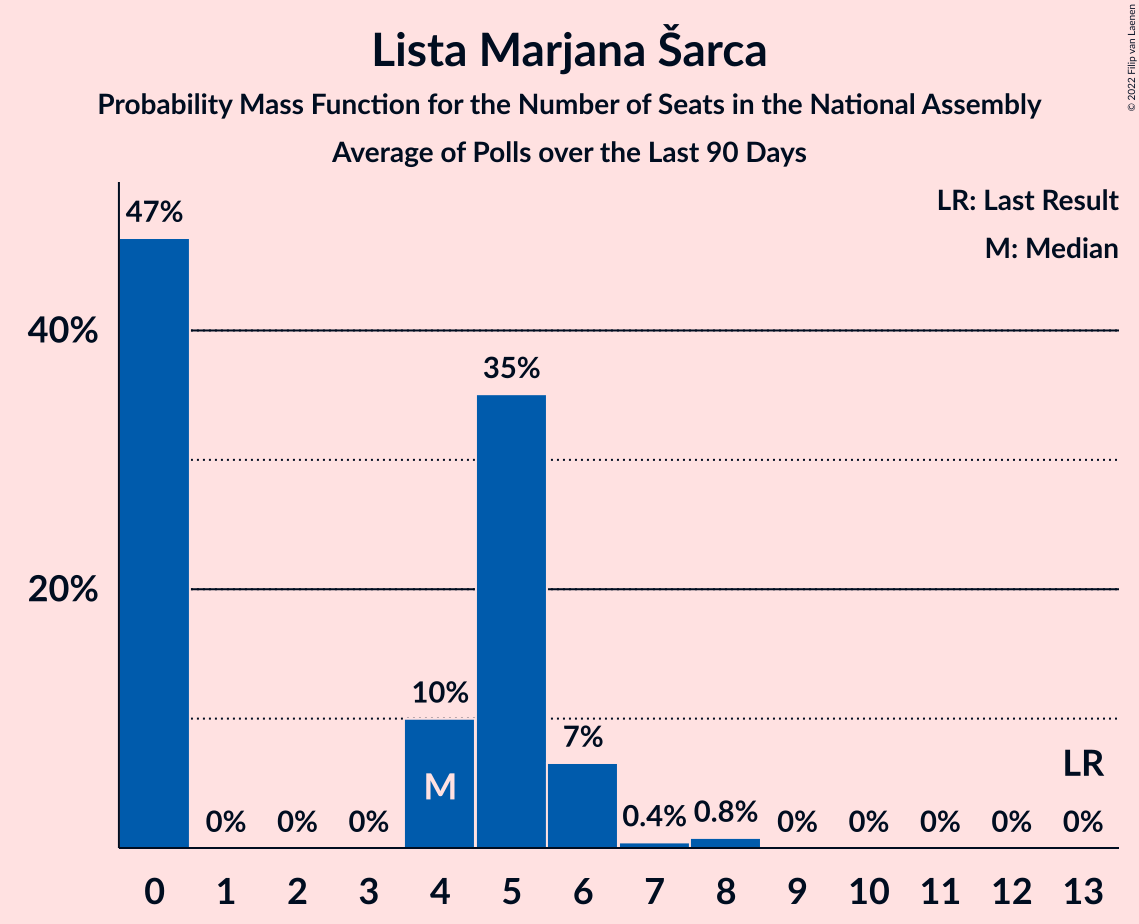 Lista Marjana Šarca
Probability Mass Function for the Number of Seats in the National Assembly
Average of Polls over the Last 90 Days
© 2022 Filip van Laenen
LR: Last Result
M: Median
47%
40%
35%
20%
10%
7%
M
LR
0% 0% 0% 0.4% 0.8% 0% 0% 0% 0% 0%
0 1 2 3 4 5 6 7 8 9 10 11 12 13